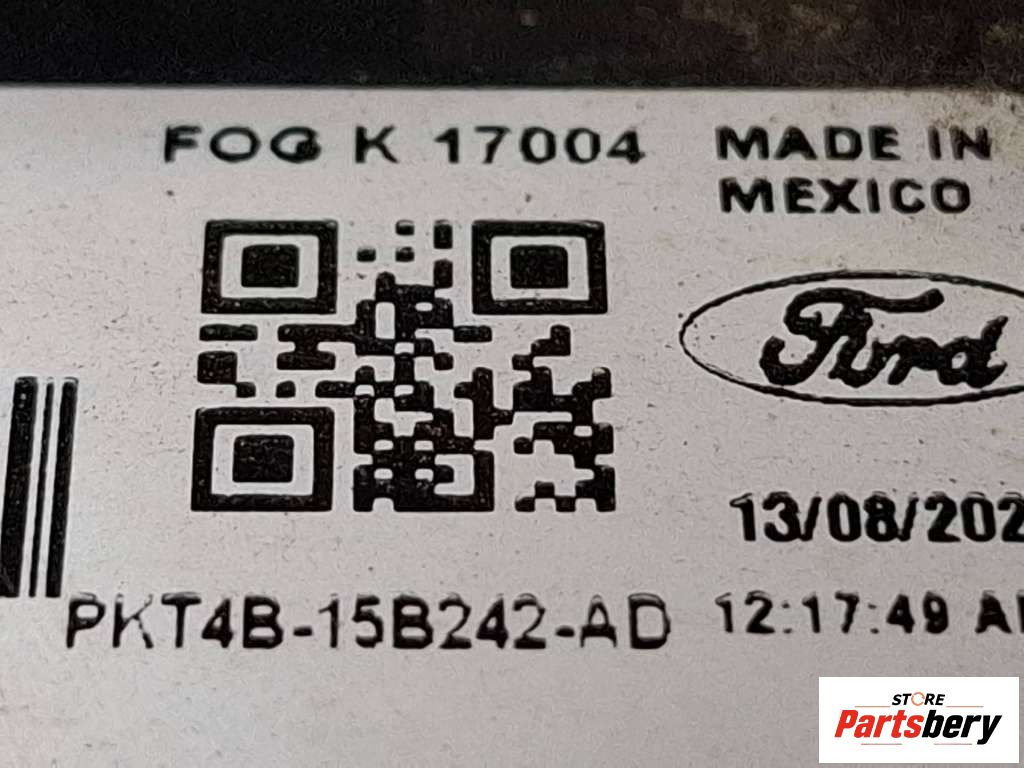 FOG K 17004
MADE IN
MEXICO
Ford
13/08/202
PKT4B-15B242-AD
12:17:49 A
STORE
Partsbery